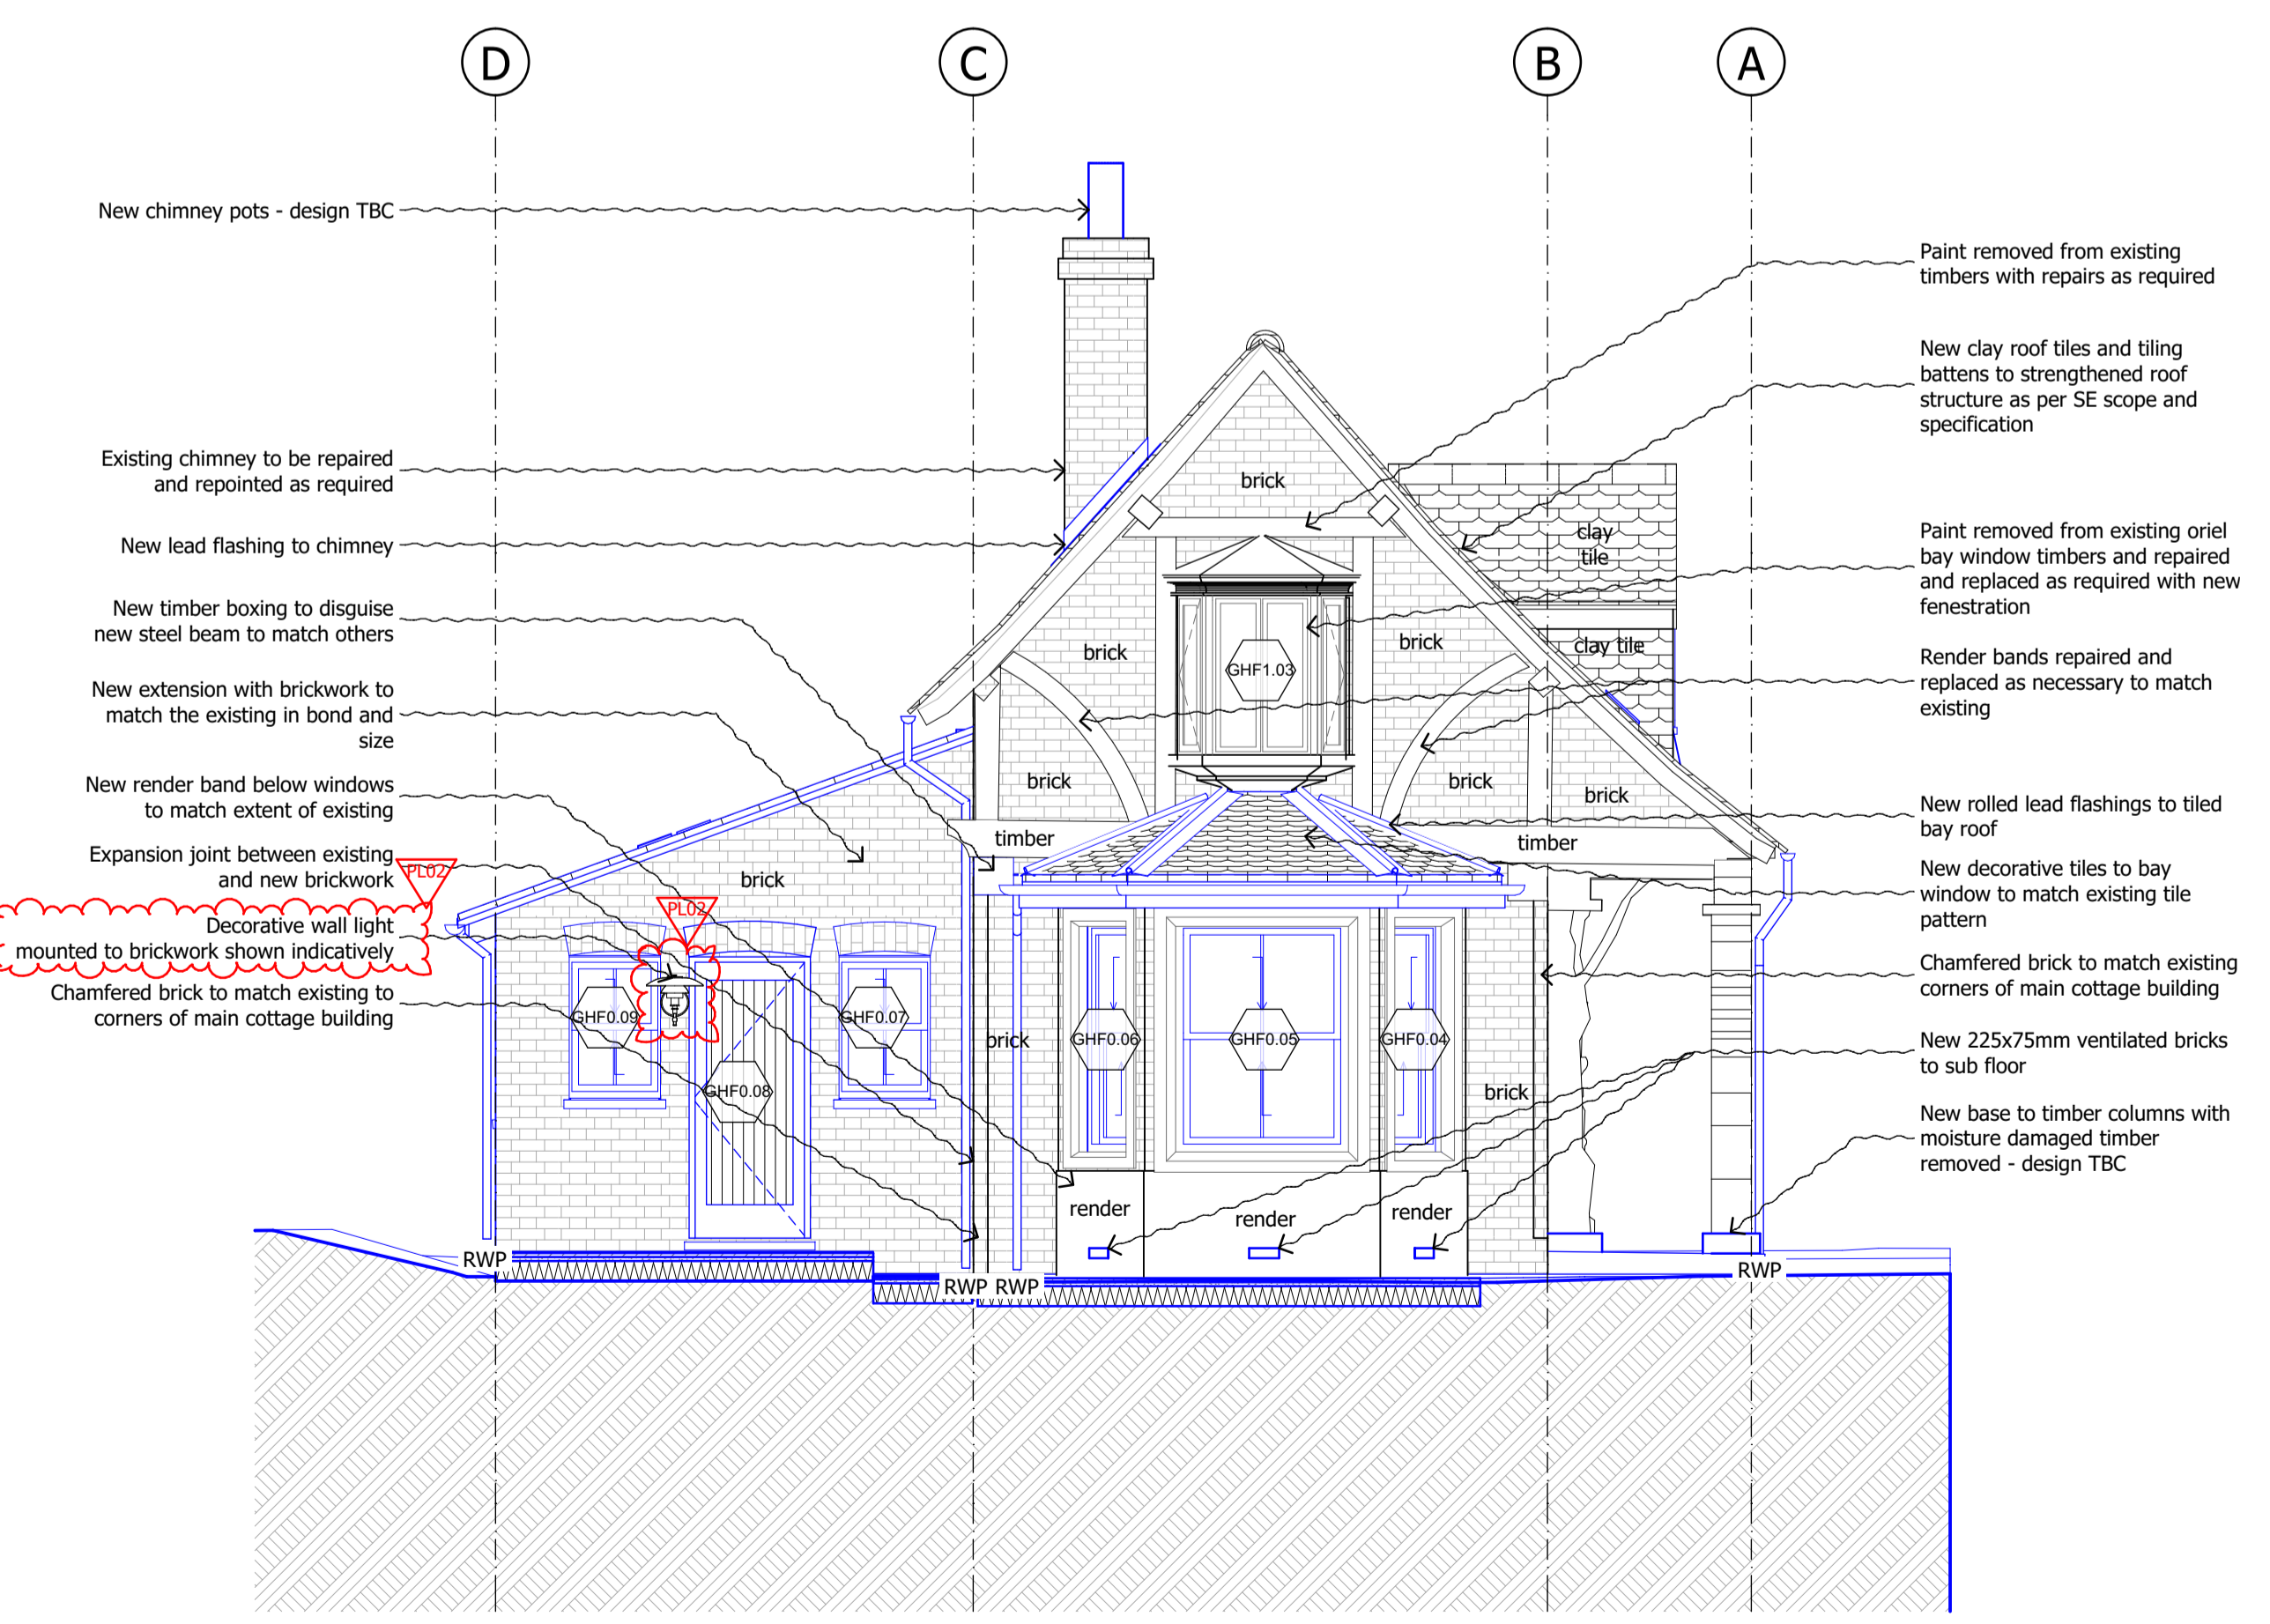 D
C
B
A
New chimney pots - design TBC
Existing chimney to be repaired
and repointed as required
New lead flashing to chimney
New timber boxing to disguise
new steel beam to match others
New extension with brickwork to
match the existing in bond and
size
New render band below windows
to match extent of existing
Expansion joint between existing
and new brickwork
PL02
Decorative wall light
mounted to brickwork shown indicatively
Chamfered brick to match existing to
corners of main cottage building
Paint removed from existing
timbers with repairs as required
New clay roof tiles and tiling
battens to strengthened roof
structure as per SE scope and
specification
Paint removed from existing oriel
bay window timbers and repaired
and replaced as required with new
fenestration
Render bands repaired and
replaced as necessary to match
existing
New rolled lead flashings to tiled
bay roof
New decorative tiles to bay
window to match existing tile
pattern
Chamfered brick to match existing
corners of main cottage building
New 225x75mm ventilated bricks
to sub floor
New base to timber columns with
moisture damaged timber
removed - design TBC
brick
clay
tile
clay tile
brick
brick
GHF1.03
brick
brick
brick
timber
timber
brick
PL02
GHF0.09
GHF0.08
GHF0.07
brick
GHF0.06
GHF0.05
GHF0.04
brick
render
render
render
RWP
RWP
RWP
RWP